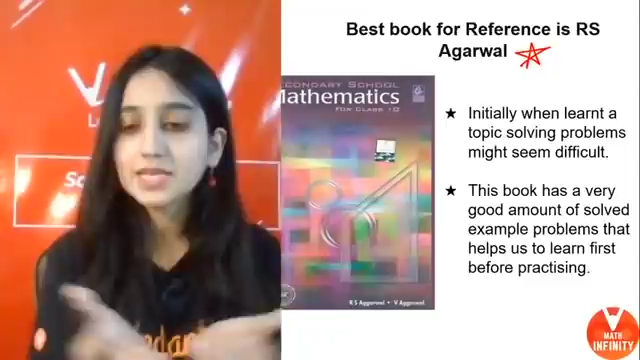 Best book for Reference is RS
Agarwal
ECONDARY SCHOOL
Mathematics
FOR CLASS 10
★ Initially when learnt a
topic solving problems
might seem difficult.
★ This book has a very
good amount of solved
example problems that
helps us to learn first
before practising.
R S Aggarwal • V Aggarwal
MATH
INFINITY